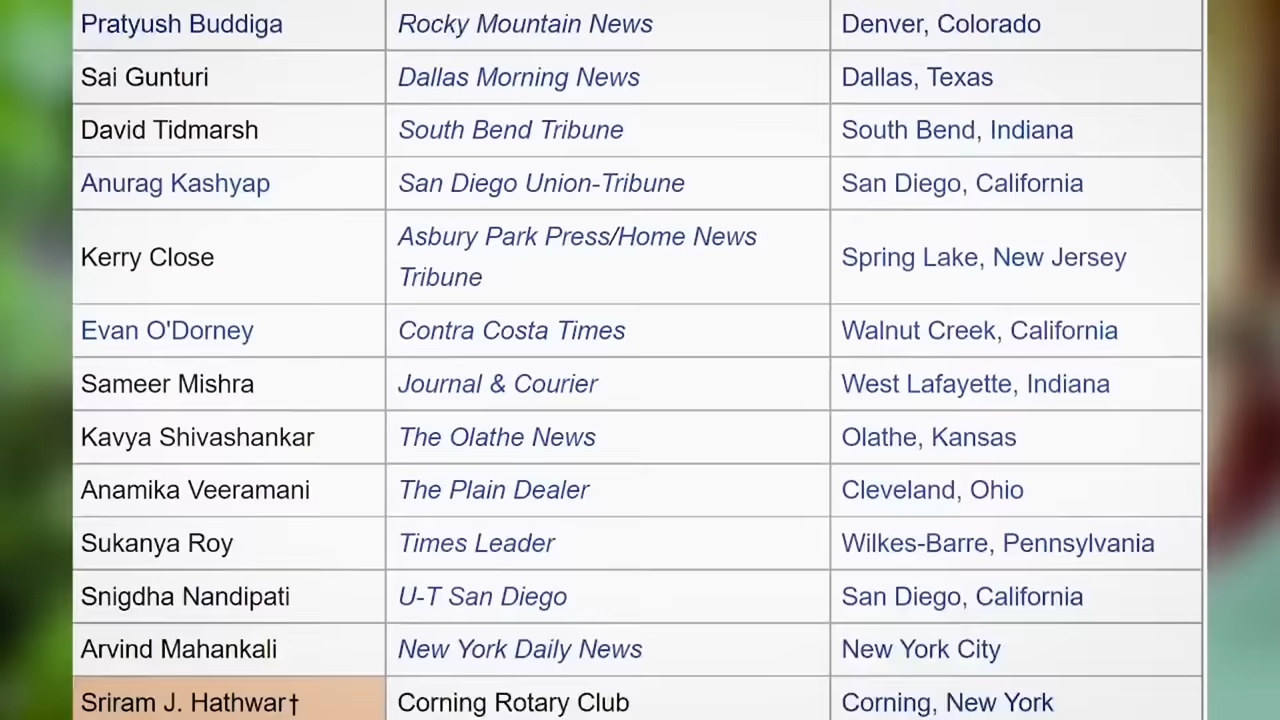 Pratyush Buddiga Rocky Mountain News Denver, Colorado
Sai Gunturi Dallas Morning News Dallas, Texas
David Tidmarsh South Bend Tribune South Bend, Indiana
Anurag Kashyap San Diego Union-Tribune San Diego, California
Kerry Close Asbury Park Press/Home News Tribune Spring Lake, New Jersey
Evan O'Dorney Contra Costa Times Walnut Creek, California
Sameer Mishra Journal & Courier West Lafayette, Indiana
Kavya Shivashankar The Olathe News Olathe, Kansas
Anamika Veeramani The Plain Dealer Cleveland, Ohio
Sukanya Roy Times Leader Wilkes-Barre, Pennsylvania
Snigdha Nandipati U-T San Diego San Diego, California
Arvind Mahankali New York Daily News New York City
Sriram J. Hathwar† Corning Rotary Club Corning, New York